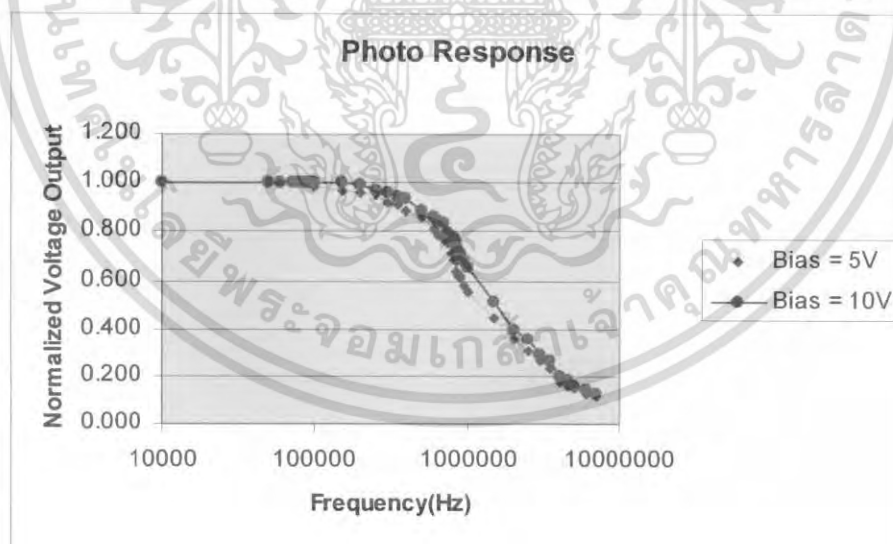 Photo Response
Normalized Voltage Output
1.200
1.000
0.800
0.600
0.400
0.200
0.000
10000 100000 1000000 10000000
Frequency(Hz)
Bias = 5V
Bias = 10V